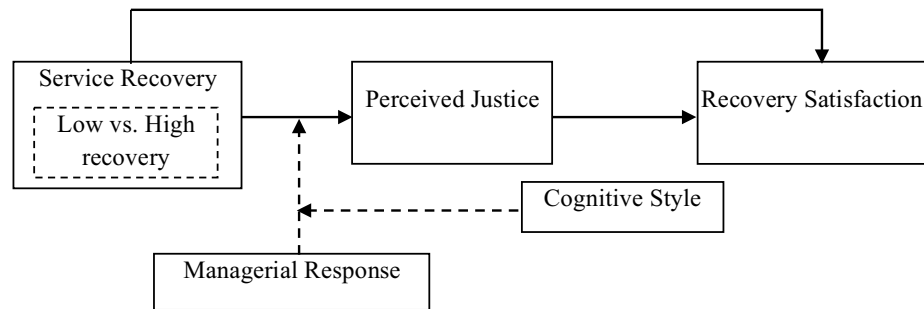 Service Recovery
Low vs. High
recovery
Perceived Justice
Recovery Satisfaction
Cognitive Style
Managerial Response